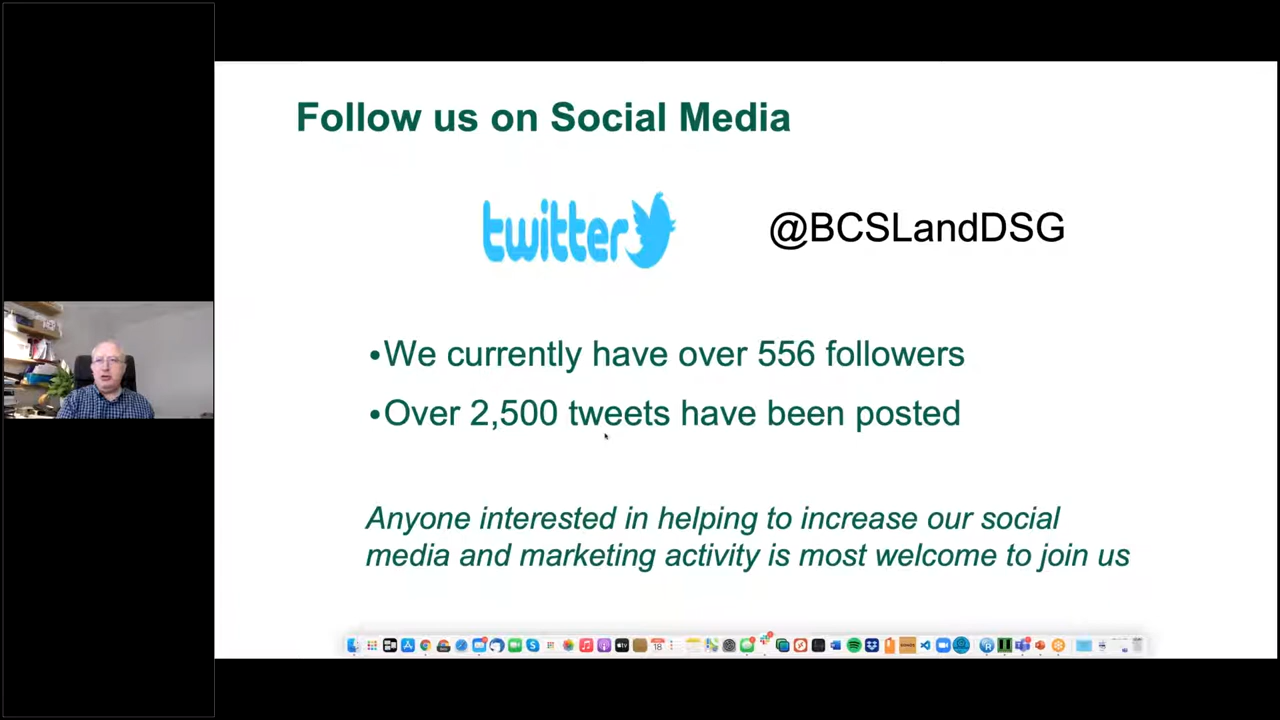 Follow us on Social Media
twitter
@BCSLandDSG
•We currently have over 556 followers
•Over 2,500 tweets have been posted
Anyone interested in helping to increase our social
media and marketing activity is most welcome to join us
18